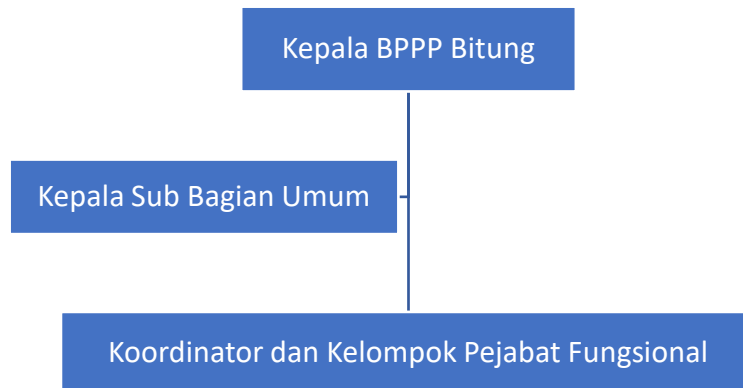 Kepala BPPP Bitung
Kepala Sub Bagian Umum
Koordinator dan Kelompok Pejabat Fungsional